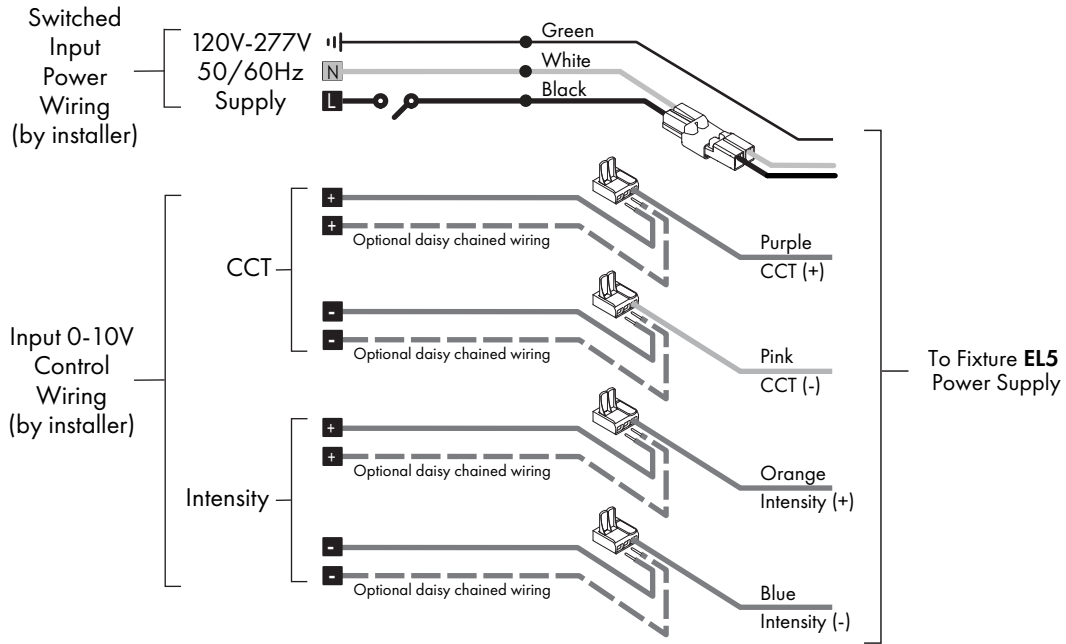 Switched
Input
Power
Wiring
(by installer)
120V-277V
50/60Hz
Supply
N
L
Green
White
Black
Input 0-10V
Control
Wiring
(by installer)
CCT
+
+
Optional daisy chained wiring
Purple
CCT (+)
-
-
Optional daisy chained wiring
Pink
CCT (-)
Intensity
+
+
Optional daisy chained wiring
Orange
Intensity (+)
-
-
Optional daisy chained wiring
Blue
Intensity (-)
To Fixture EL5
Power Supply